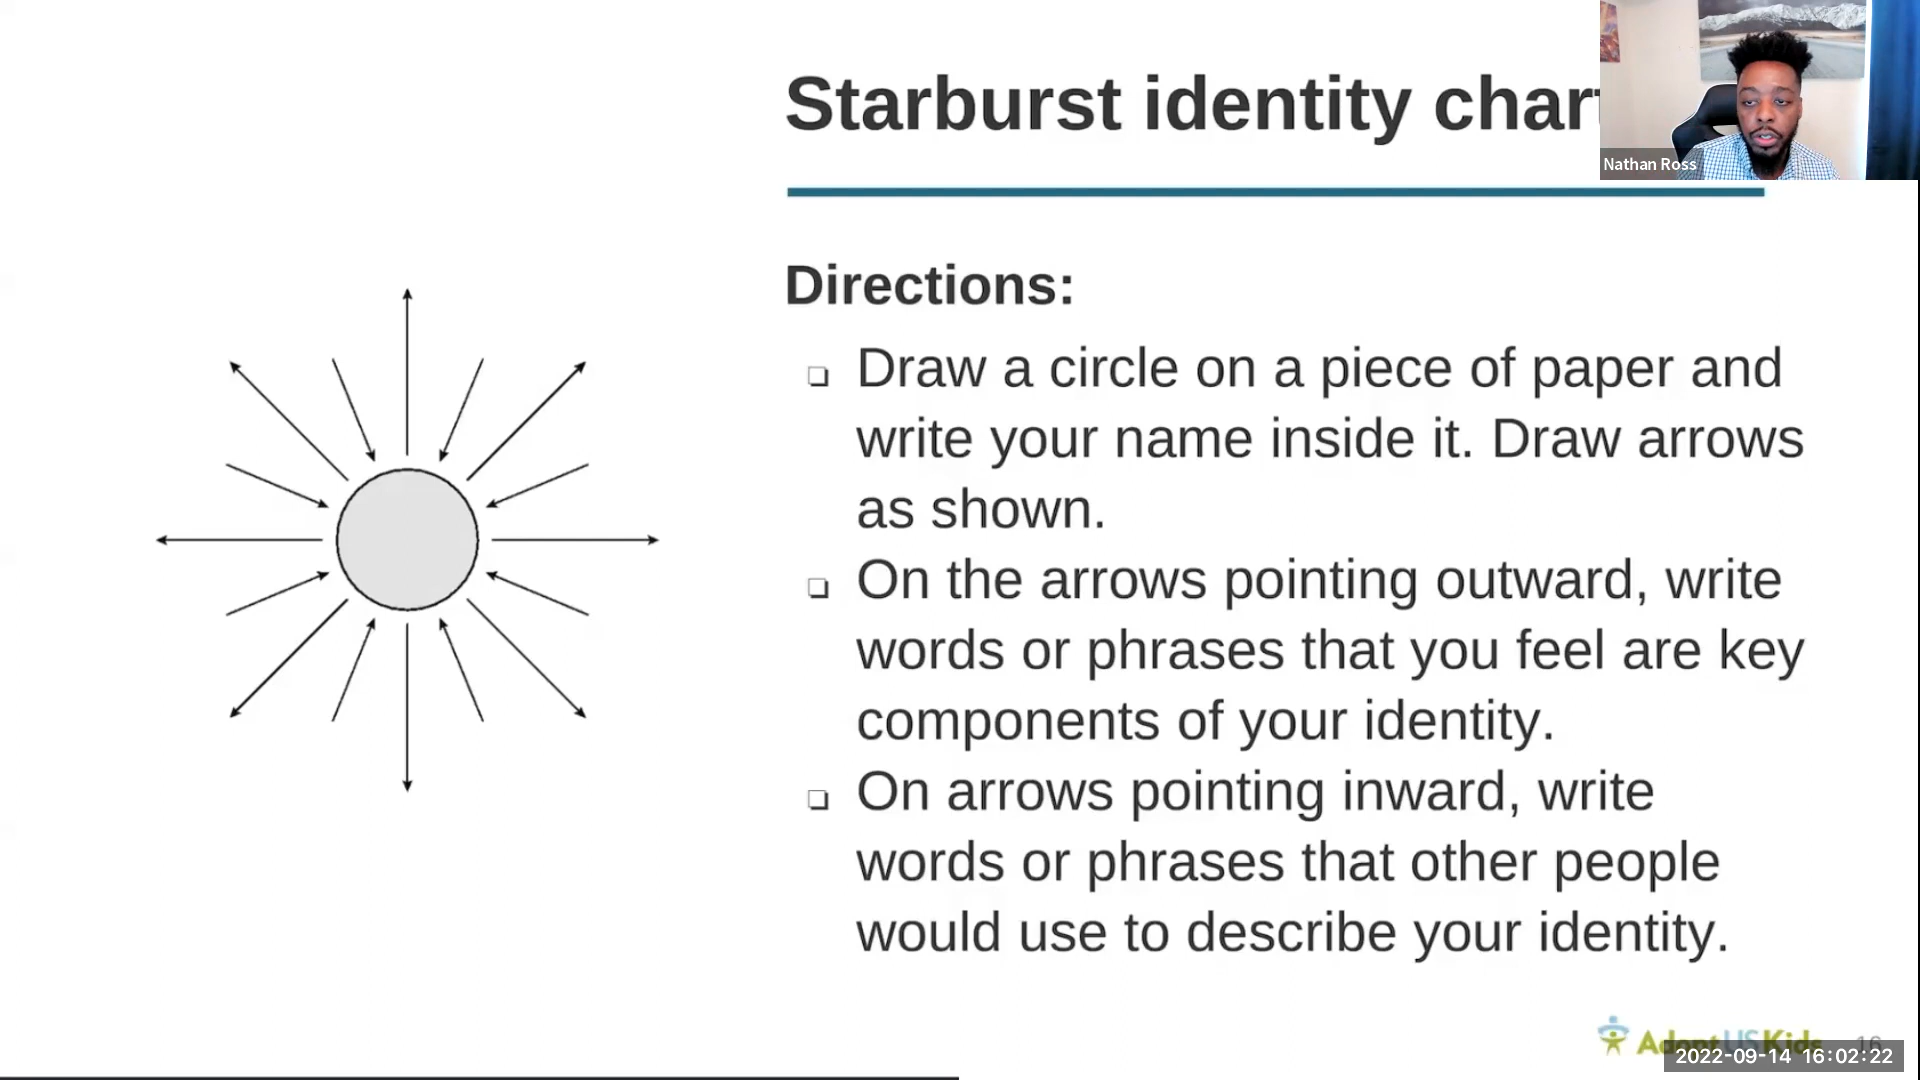 Starburst identity chart
Nathan Ross
Directions:
❏ Draw a circle on a piece of paper and
write your name inside it. Draw arrows
as shown.
❏ On the arrows pointing outward, write
words or phrases that you feel are key
components of your identity.
❏ On arrows pointing inward, write
words or phrases that other people
would use to describe your identity.
AdoptUSKids 16
2022-09-14 16:02:22